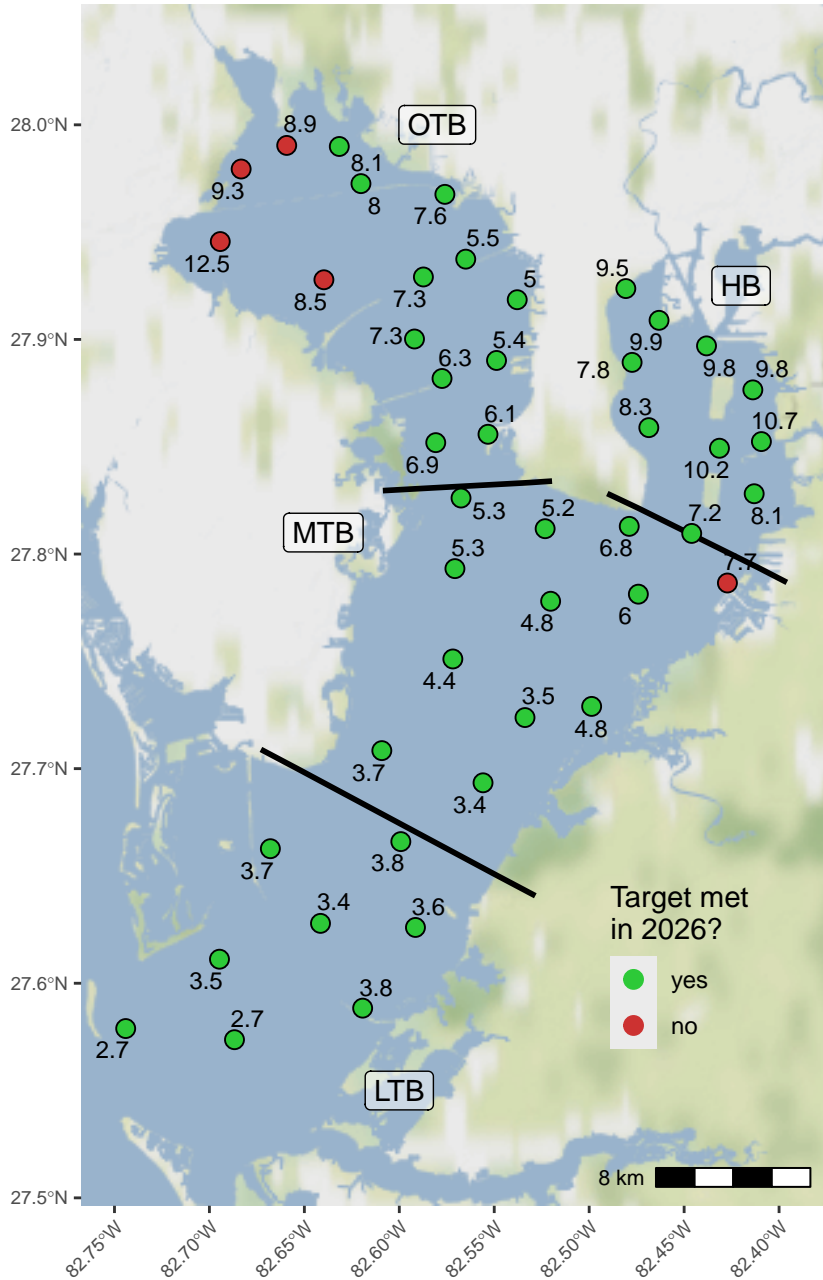 8.9
OTB
28.0°N
8.1
9.3
8
7.6
5.5
12.5
9.5
5
HB
8.5
7.3
27.9°N
7.3
5.4
9.9
9.8
9.8
6.3
7.8
8.3
10.7
6.1
6.9
10.2
5.3
5.2
7.2
8.1
MTB
6.8
27.8°N
5.3
7.7
4.8
6
4.4
3.5
4.8
3.7
27.7°N
3.4
3.8
3.7
3.4
3.6
Target met
in 2026?
3.5
yes
27.6°N
3.8
2.7
no
2.7
LTB
8 km
27.5°N
82.75°W
82.70°W
82.65°W
82.60°W
82.55°W
82.50°W
82.45°W
82.40°W